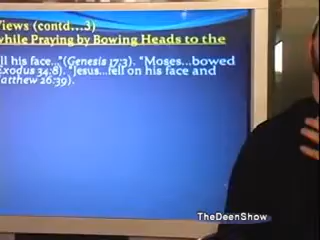 Views (contd...3)
while Praying by Bowing Heads to the
ll his face..."(Genesis 17:3). "Moses...bowed
Exodus 34:8). "Jesus...fell on his face and
Matthew 26:39).
TheDeenShow